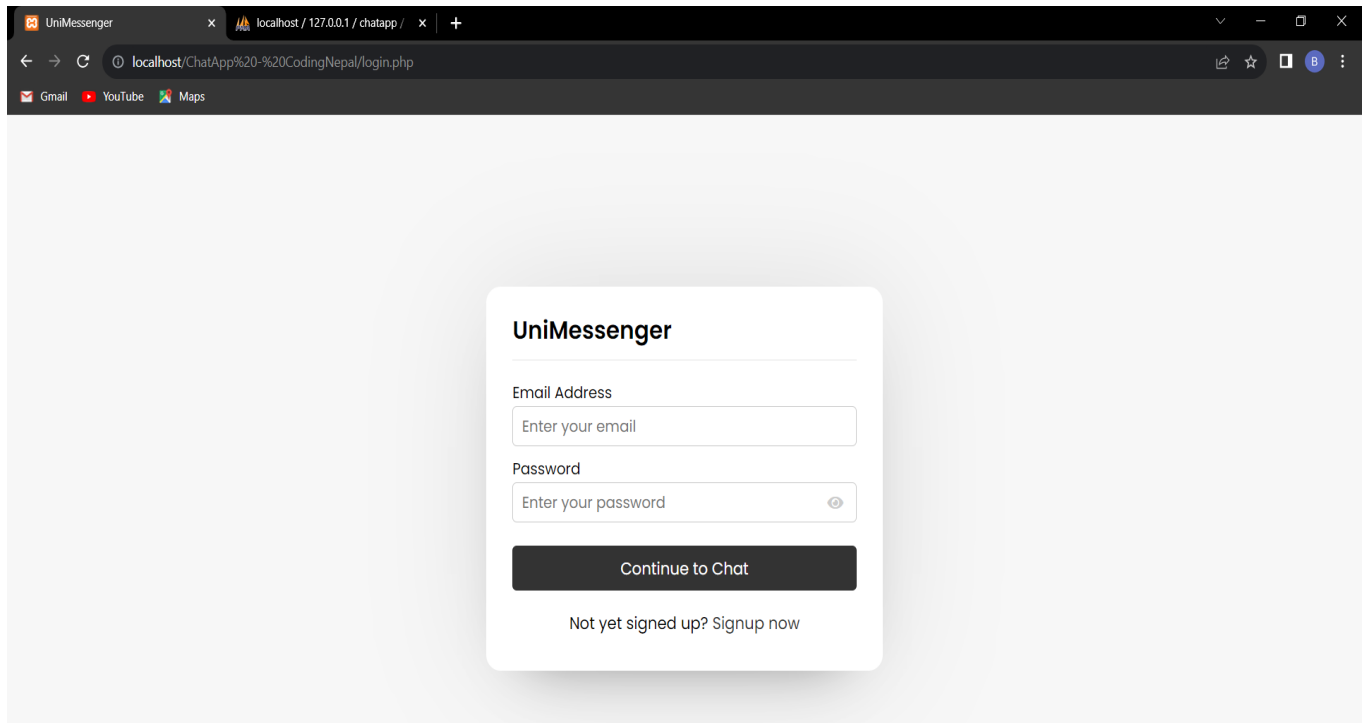 UniMessenger
localhost / 127.0.0.1 / chatapp /
localhost/ChatApp%20-%20CodingNepal/login.php
B
Gmail YouTube Maps
UniMessenger
Email Address
Enter your email
Password
Enter your password
Continue to Chat
Not yet signed up? Signup now